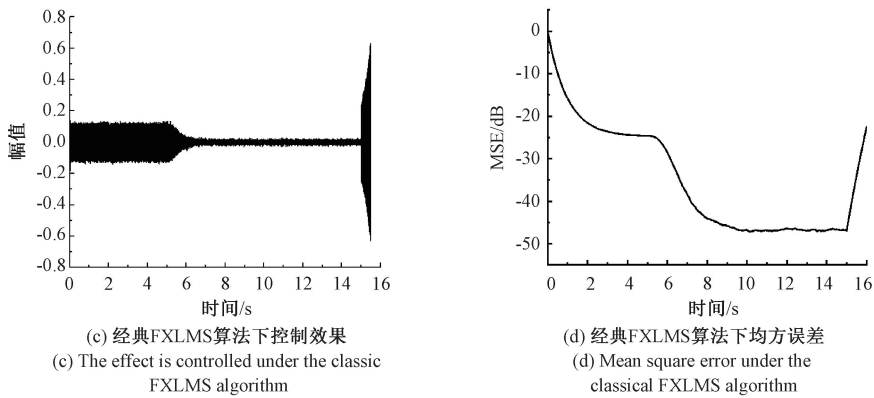 0.8
0.6
0.4
0.2
0.0
-0.2
-0.4
-0.6
-0.8
幅值
0 2 4 6 8 10 12 14 16
时间/s
(c) 经典FXLMS算法下控制效果
(c) The effect is controlled under the classic
FXLMS algorithm
0
-10
-20
-30
-40
-50
MSE/dB
0 2 4 6 8 10 12 14 16
时间/s
(d) 经典FXLMS算法下均方误差
(d) Mean square error under the
classical FXLMS algorithm